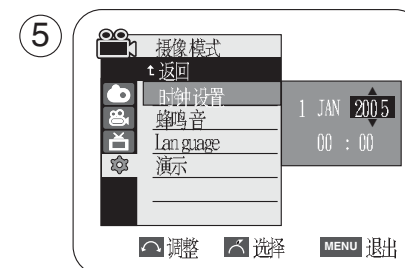 5
摄像模式
返回
时钟设置
蜂鸣音
Language
演示
1 JAN 2005
00 : 00
调整 选择 MENU 退出